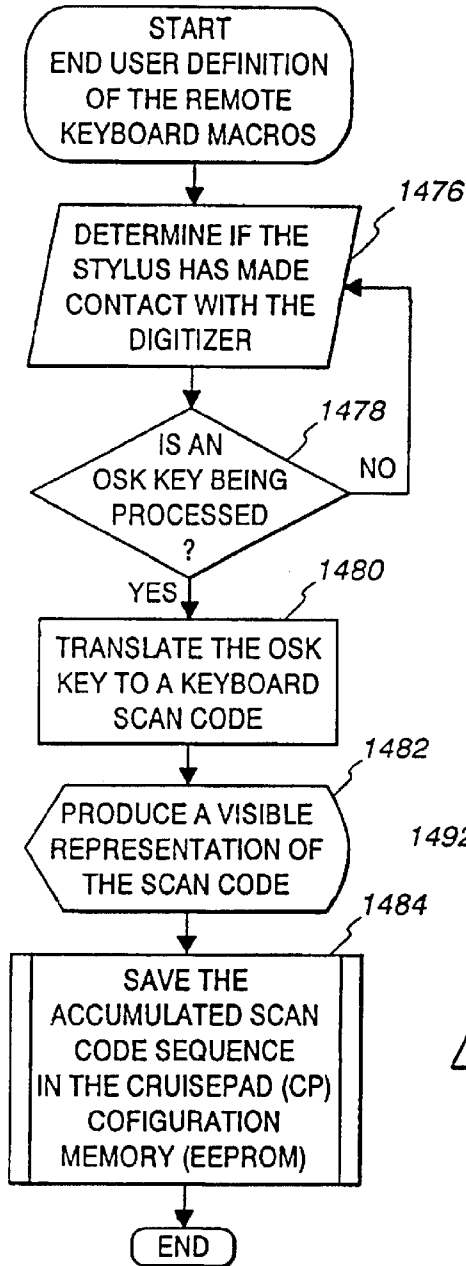 START
END USER DEFINITION
OF THE REMOTE
KEYBOARD MACROS
1476
DETERMINE IF THE
STYLUS HAS MADE
CONTACT WITH THE
DIGITIZER
1478
IS AN
OSK KEY BEING
PROCESSED
?
NO
YES
1480
TRANSLATE THE OSK
KEY TO A KEYBOARD
SCAN CODE
1482
PRODUCE A VISIBLE
REPRESENTATION OF
THE SCAN CODE
1492
1484
SAVE THE
ACCUMULATED SCAN
CODE SEQUENCE
IN THE CRUISEPAD (CP)
COFIGURATION
MEMORY (EEPROM)
END